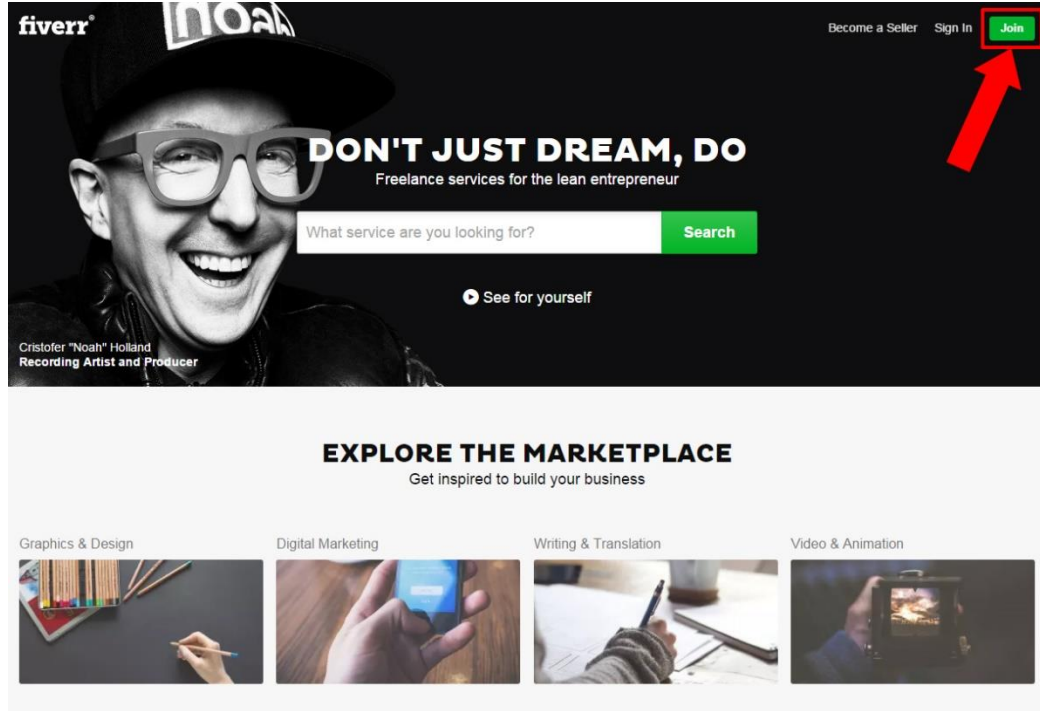 fiverr®
noah
Become a Seller
Sign In
Join
DON'T JUST DREAM, DO
Freelance services for the lean entrepreneur
What service are you looking for?
Search
See for yourself
Cristofer "Noah" Holland
Recording Artist and Producer
EXPLORE THE MARKETPLACE
Get inspired to build your business
Graphics & Design
Digital Marketing
Writing & Translation
Video & Animation